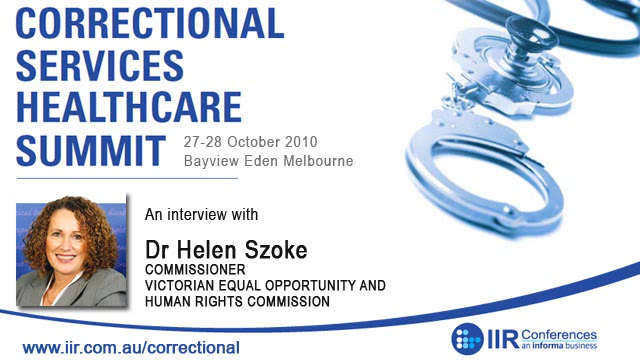 CORRECTIONAL
SERVICES
HEALTHCARE
SUMMIT
27-28 October 2010
Bayview Eden Melbourne
An interview with
Dr Helen Szoke
COMMISSIONER
VICTORIAN EQUAL OPPORTUNITY AND
HUMAN RIGHTS COMMISSION
www.iir.com.au/correctional
IIR Conferences
an informa business